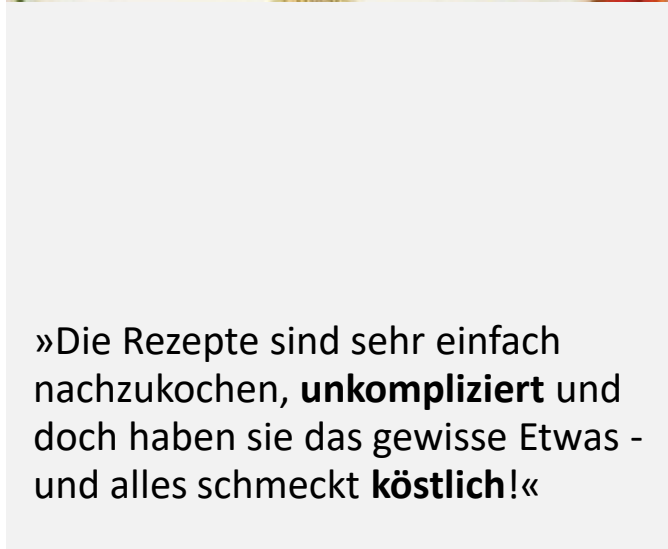 »Die Rezepte sind sehr einfach
nachzukochen, unkompliziert und
doch haben sie das gewisse Etwas -
und alles schmeckt köstlich!«